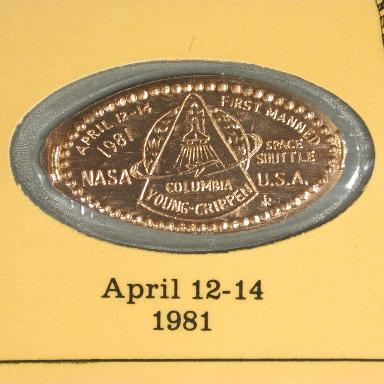 APRIL 12-14
1981
FIRST MANNED
SPACE
SHUTTLE
NASA
U.S.A.
COLUMBIA
YOUNG-CRIPPEN
April 12-14
1981